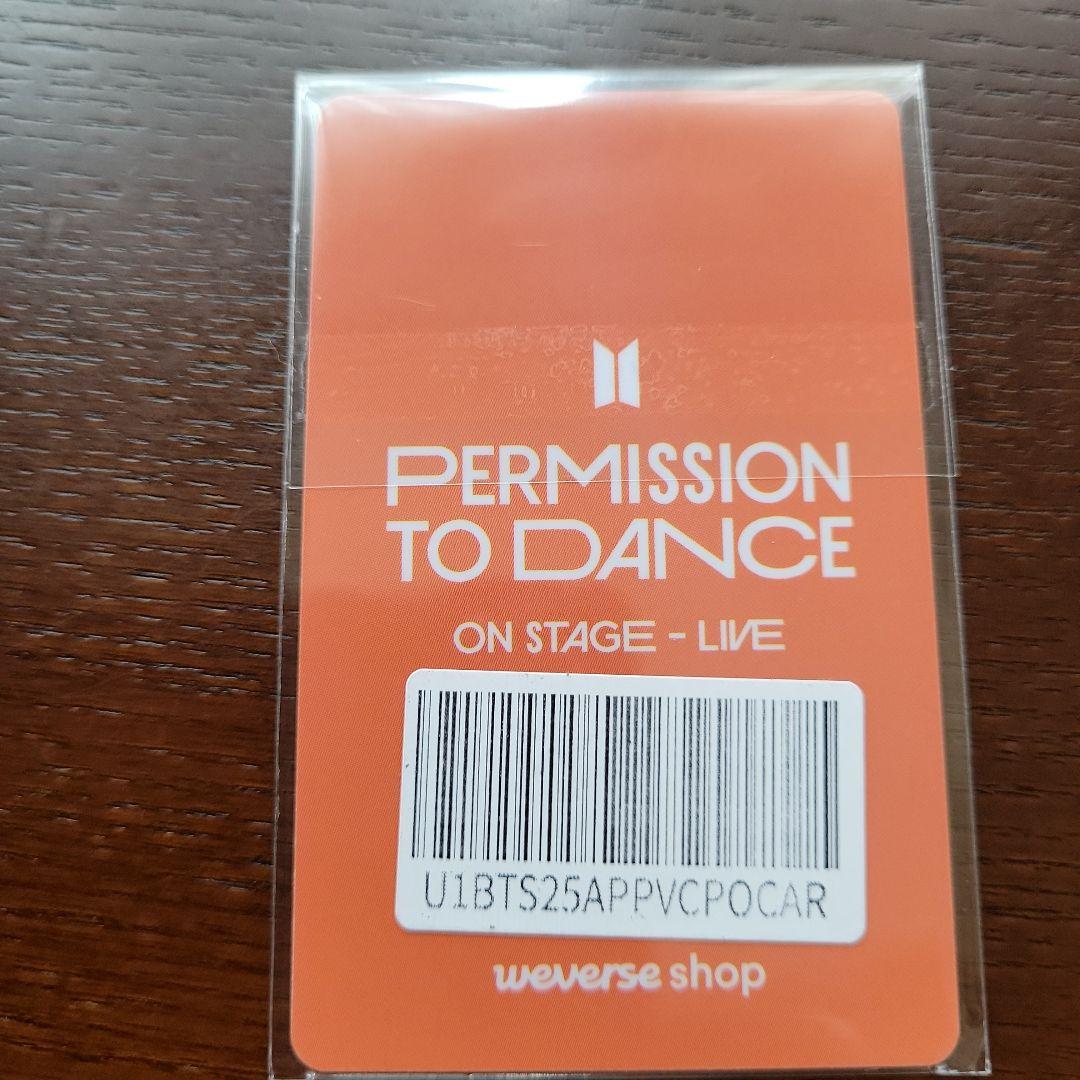 PERMISSION
TO DANCE
ON STAGE - LIVE
U1BTS25APPVCPOCAR
weverse shop